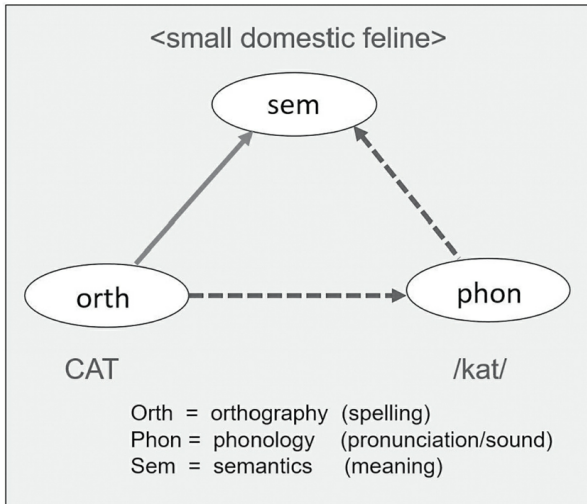 <small domestic feline>
sem
orth
phon
CAT
/kat/
Orth = orthography (spelling)
Phon = phonology (pronunciation/sound)
Sem = semantics (meaning)